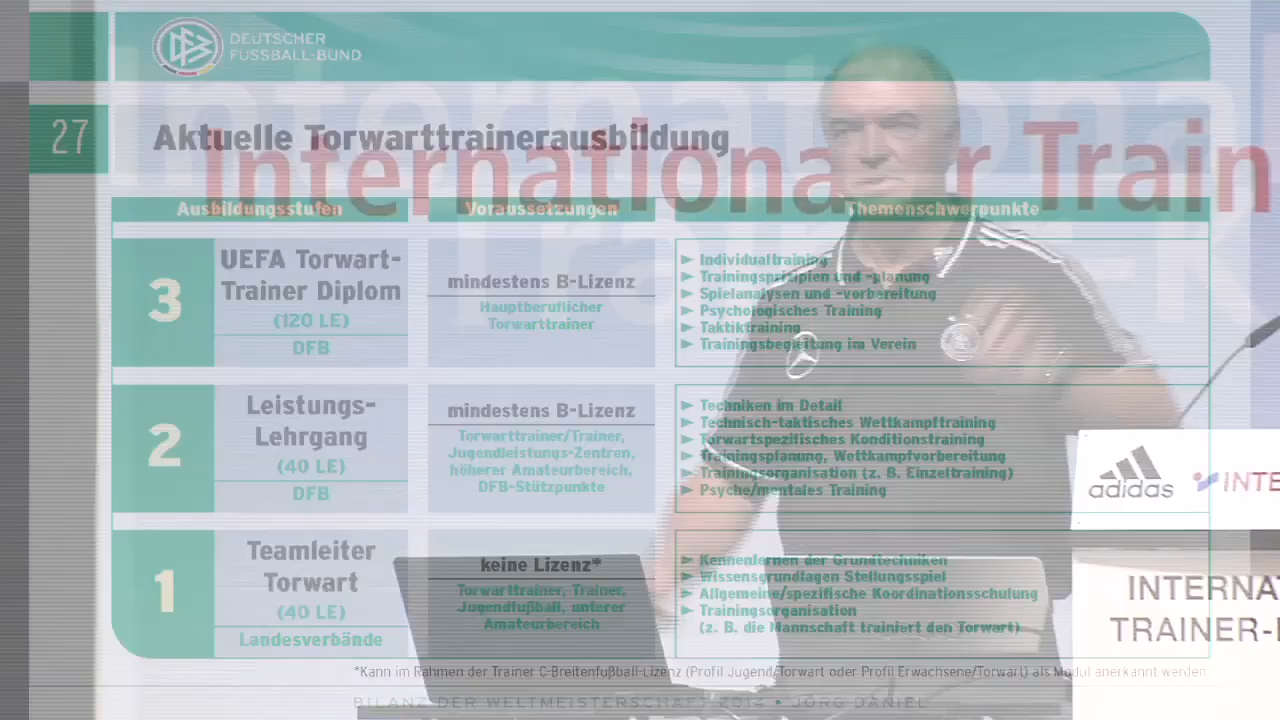 DEUTSCHER
FUSSBALL-BUND
27
Aktuelle Torwarttrainerausbildung
Internationaler Train
Ausbildungsstufen
Voraussetzungen
Themenschwerpunkte
3
UEFA Torwart-
Trainer Diplom
(120 LE)
DFB
mindestens B-Lizenz
Hauptberuflicher
Torwarttrainer
► Individualtraining
► Trainingsprinzipien und -planung
► Spielanalysen und -vorbereitung
► Psychologisches Training
► Taktiktraining
► Trainingsbegleitung im Verein
2
Leistungs-
Lehrgang
(40 LE)
DFB
mindestens B-Lizenz
Torwarttrainer/Trainer,
Jugendleistungs-Zentren,
höherer Amateurbereich,
DFB-Stützpunkte
► Techniken im Detail
► Technisch-taktisches Wettkampftraining
► Torwartspezifisches Konditionstraining
► Trainingsplanung, Wettkampfvorbereitung
► Trainingsorganisation (z. B. Einzeltraining)
► Psyche/mentales Training
1
Teamleiter
Torwart
(40 LE)
Landesverbände
keine Lizenz*
Torwarttrainer, Trainer,
Jugendfußball, unterer
Amateurbereich
► Kennenlernen der Grundtechniken
► Wissensgrundlagen Stellungsspiel
► Allgemeine/spezifische Koordinationsschulung
► Trainingsorganisation
(z. B. die Mannschaft trainiert den Torwart)
*Kann im Rahmen der Trainer C-Breitenfußball-Lizenz (Profil Jugend/Torwart oder Profil Erwachsene/Torwart) als Modul anerkannt werden
BILANZ DER WELTMEISTERSCHAFT 2014 • JÖRG DANIEL
adidas
INTE
INTERNA
TRAINER-